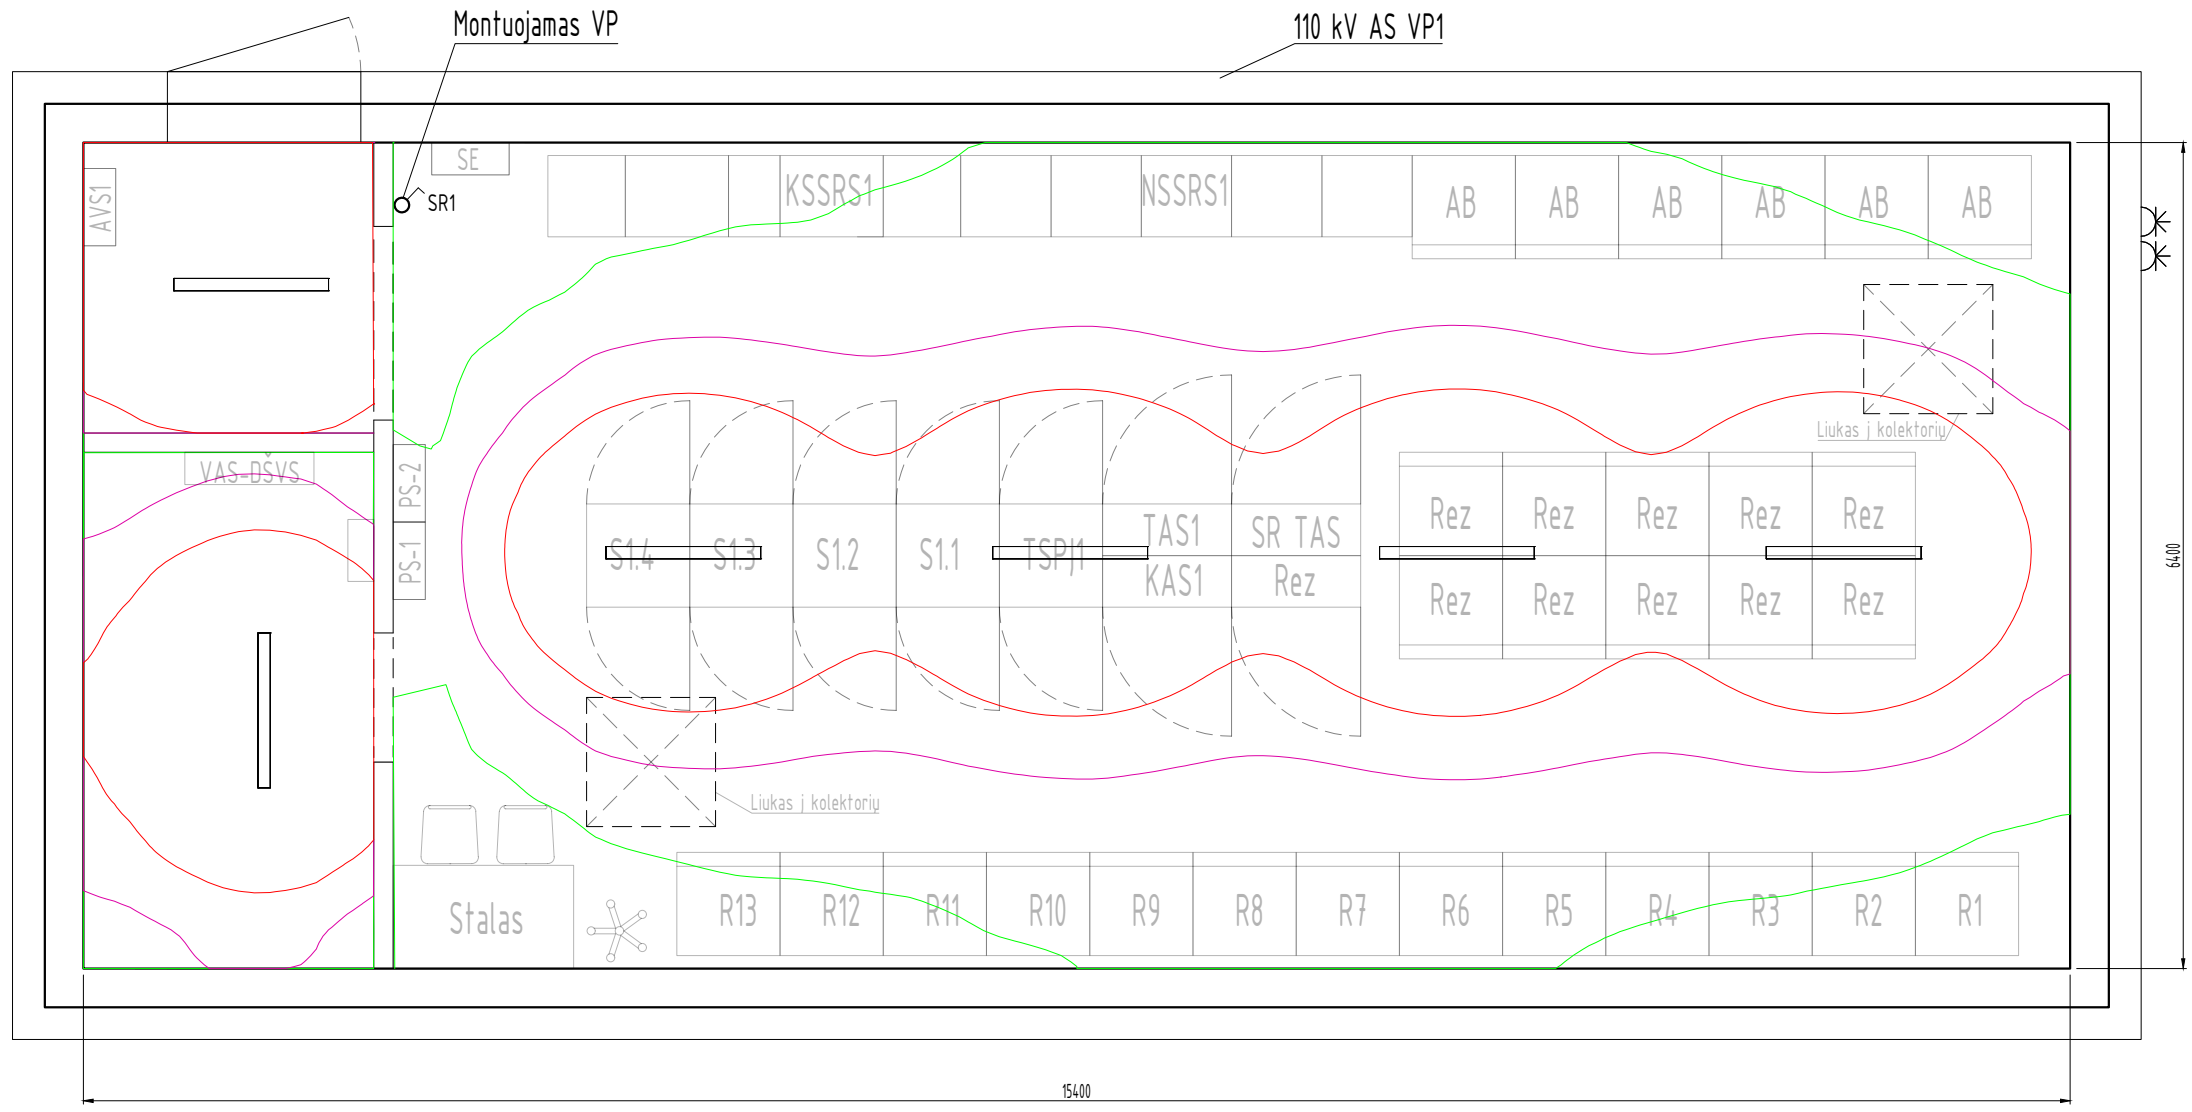 Montuojamas VP
110 kV AS VP1
SE
AVS1
SR1
KSSRS1
NSSRS1
AB
AB
AB
AB
AB
AB
Liukas į kolektorių
VAS-DŠVS
PS-2
PS-1
S1.4
S1.3
S1.2
S1.1
TSPJ1
TAS1
KAS1
SR TAS
Rez
Rez
Rez
Rez
Rez
Rez
Rez
Rez
Rez
Rez
Rez
6400
Liukas į kolektorių
Stalas
R13
R12
R11
R10
R9
R8
R7
R6
R5
R4
R3
R2
R1
15400